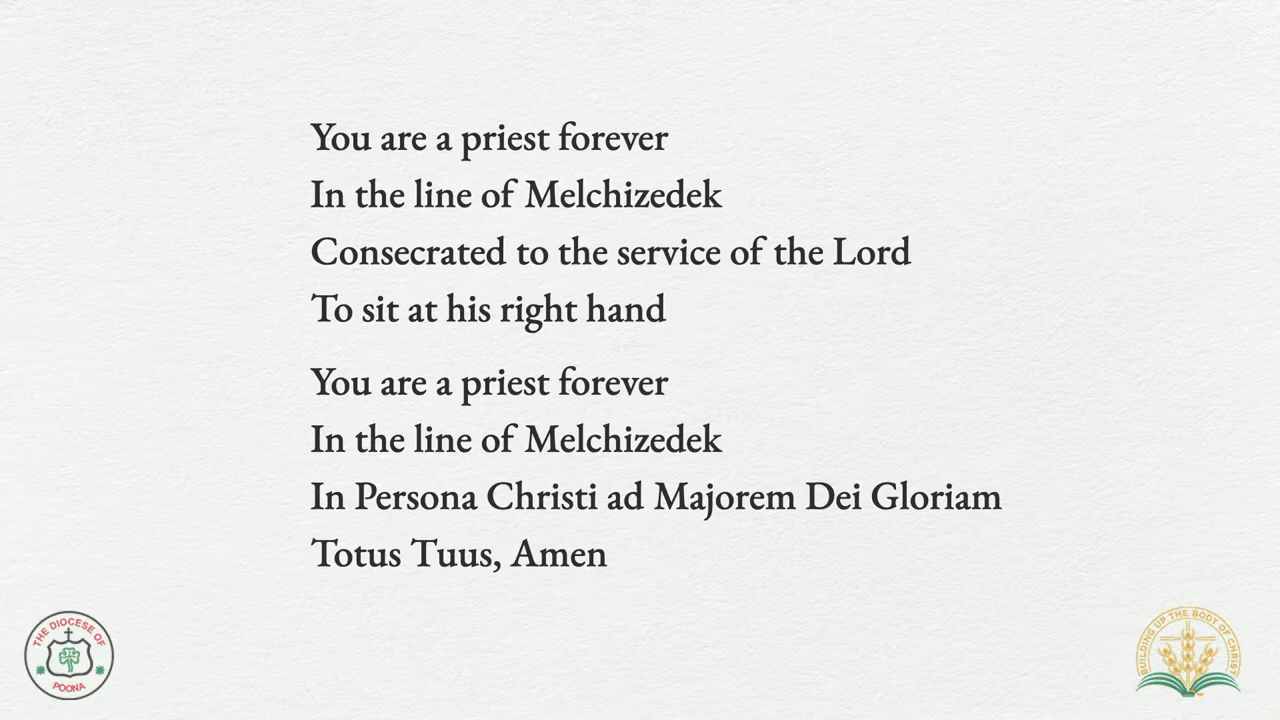 You are a priest forever
In the line of Melchizedek
Consecrated to the service of the Lord
To sit at his right hand
You are a priest forever
In the line of Melchizedek
In Persona Christi ad Majorem Dei Gloriam
Totus Tuus, Amen
THE DIOCESE OF
POONA
BUILDING UP THE BODY OF CHRIST